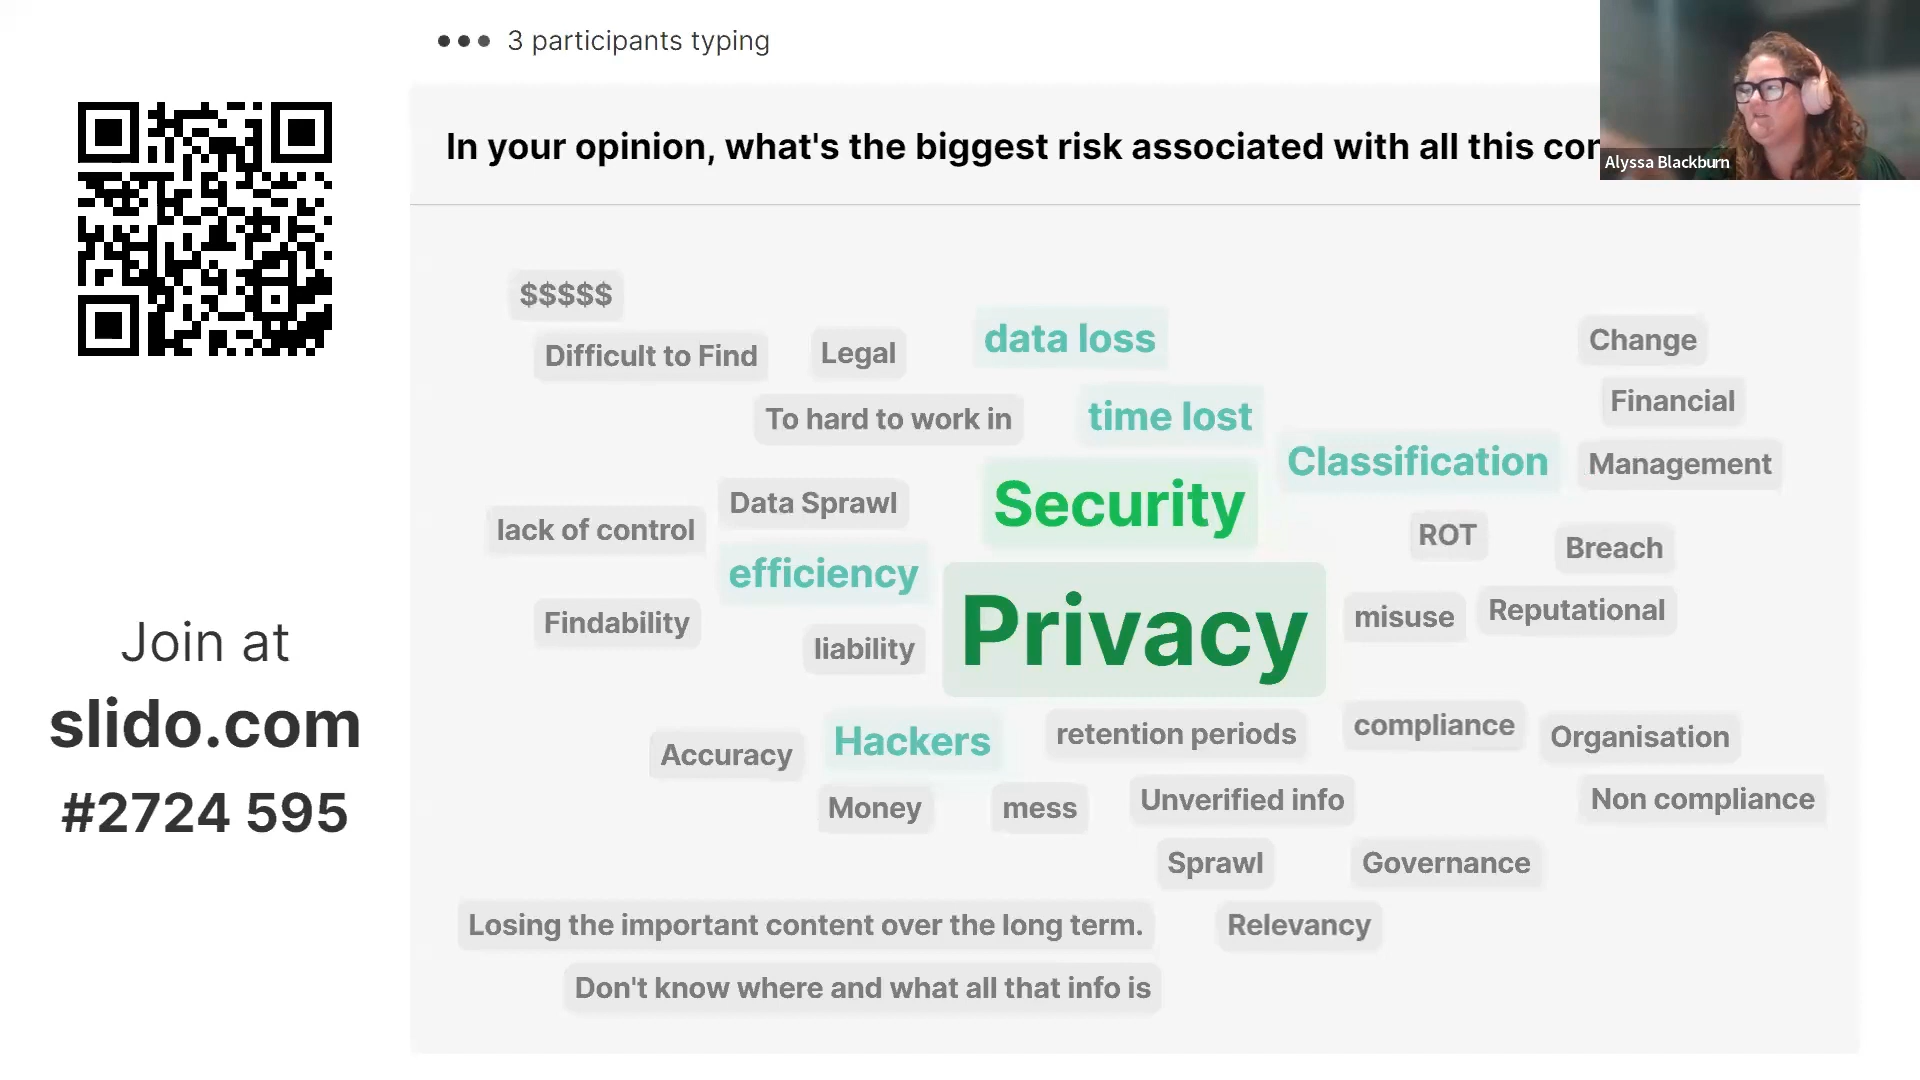 3 participants typing
In your opinion, what's the biggest risk associated with all this
Alyssa Blackburn
$$$$$
Difficult to Find
Legal
data loss
Change
To hard to work in
time lost
Financial
Classification
Management
Data Sprawl
Security
lack of control
ROT
Breach
efficiency
Findability
liability
Privacy
misuse
Reputational
Accuracy
Hackers
retention periods
compliance
Organisation
Money
mess
Unverified info
Non compliance
Sprawl
Governance
Losing the important content over the long term.
Relevancy
Don't know where and what all that info is
Join at
slido.com
#2724 595